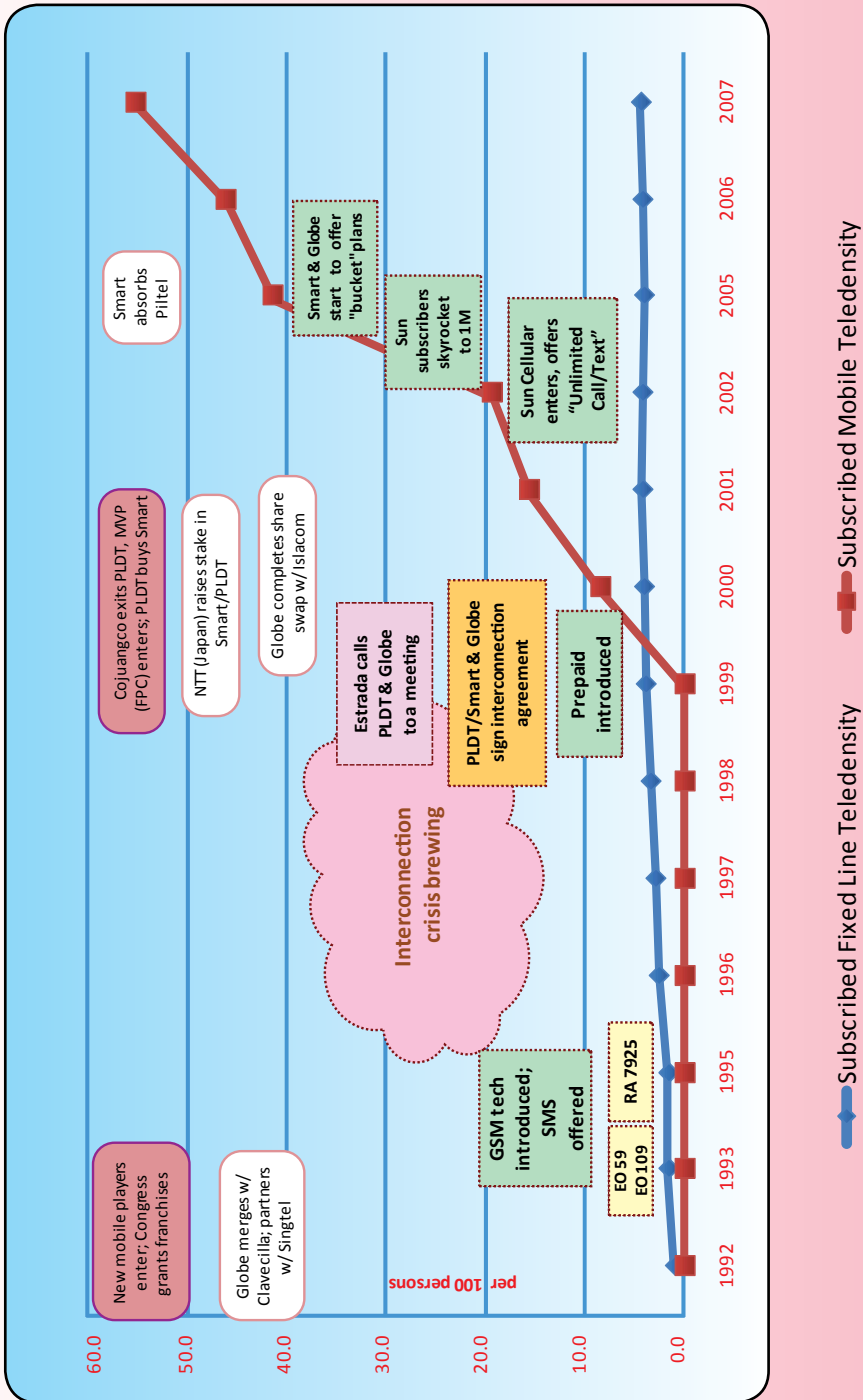 60.0
50.0
40.0
30.0
20.0
10.0
0.0
per 100 persons
New mobile players
enter; Congress
grants franchises
Globe merges w/
Clavecilla; partners
w/ Singtel
GSM tech
introduced;
SMS
offered
EO 59
EO 109
RA 7925
Interconnection
crisis brewing
Cojuangco exits PLDT, MVP
(FPC) enters; PLDT buys Smart
NTT (Japan) raises stake in
Smart/PLDT
Globe completes share
swap w/ Islacom
Estrada calls
PLDT & Globe
to a meeting
PLDT/Smart & Globe
sign interconnection
agreement
Prepaid
introduced
Smart
absorbs
Piltel
Smart & Globe
start to offer
"bucket"plans
Sun
subscribers
skyrocket
to 1M
Sun Cellular
enters, offers
“Unlimited
Call/Text”
1992
1993
1995
1996
1997
1998
1999
2000
2001
2002
2005
2006
2007
Subscribed Fixed Line Teledensity
Subscribed Mobile Teledensity